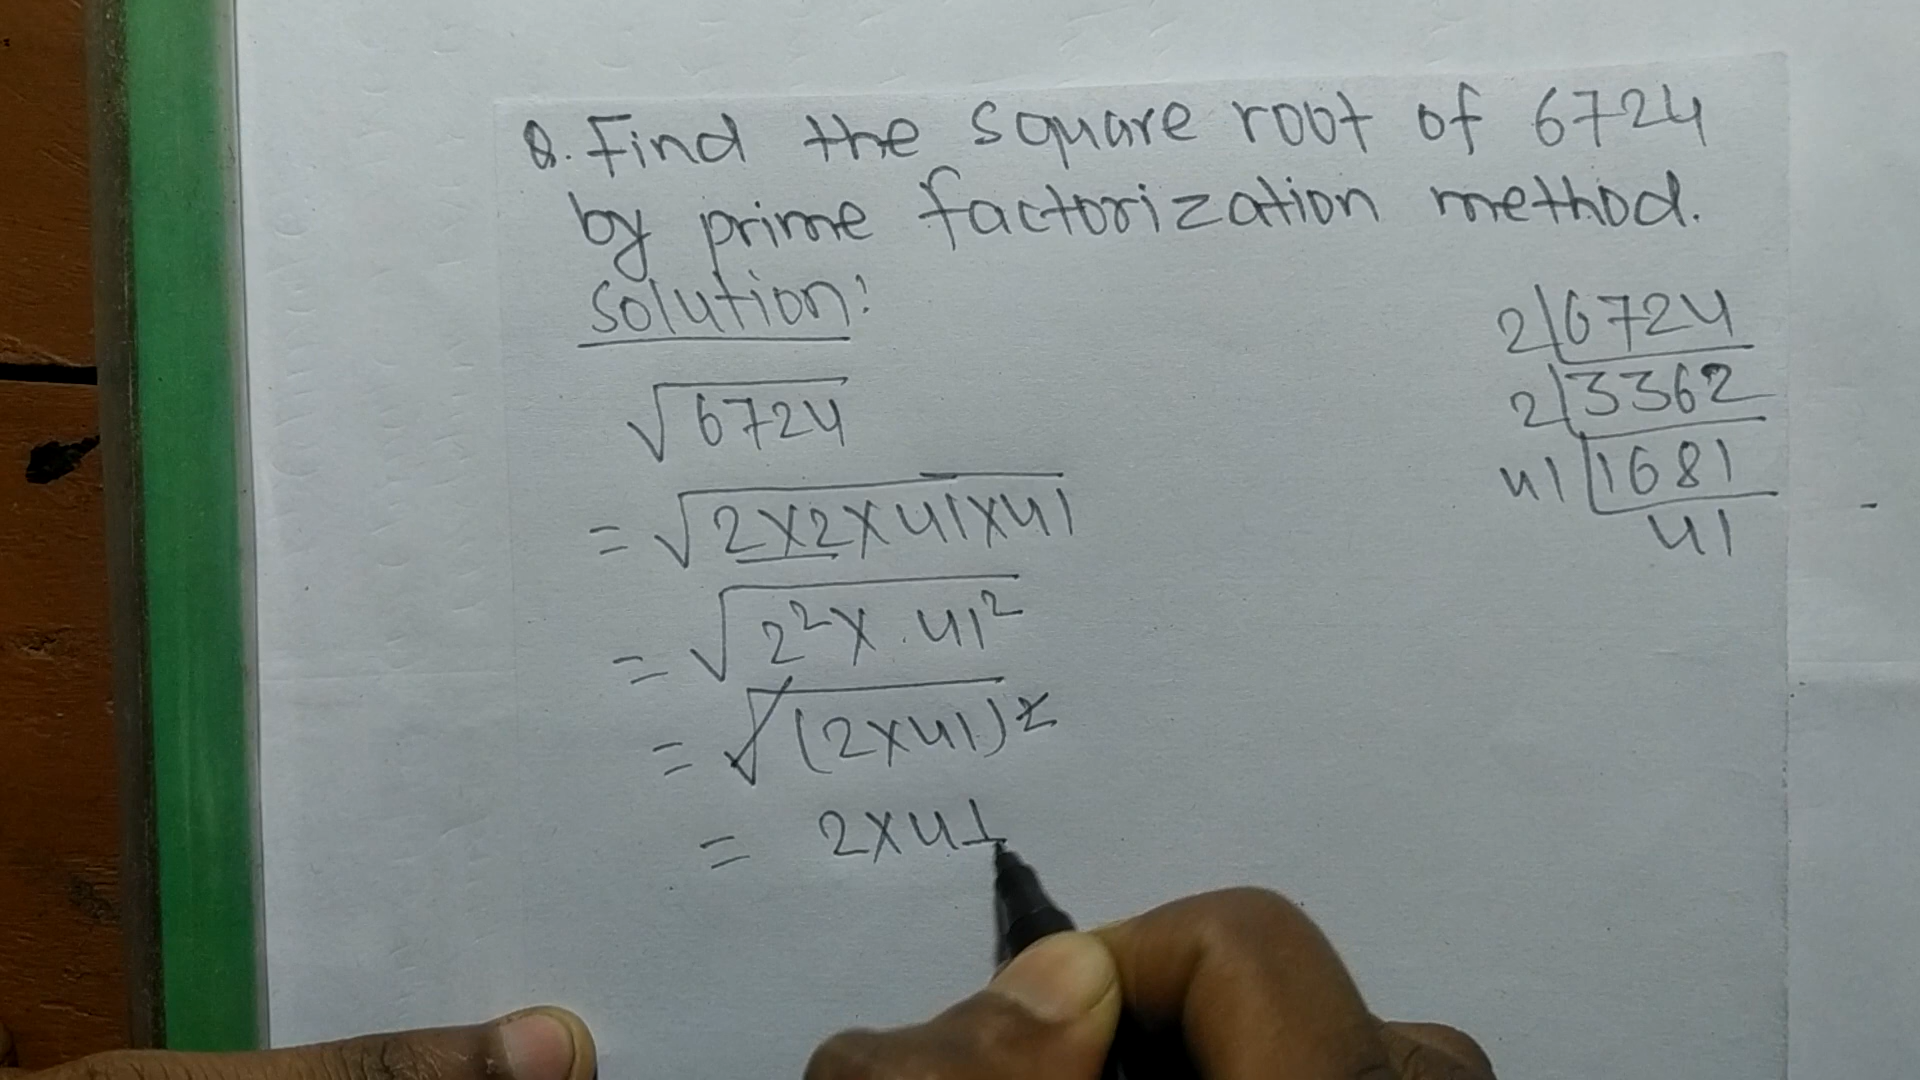 Q. Find the square root of 6724
by prime factorization method.
Solution:
√6724
= √2×2×41×41
= √2²× 41²
= √(2×41)²
= 2×41
2|6724
2|3362
41|1681
41